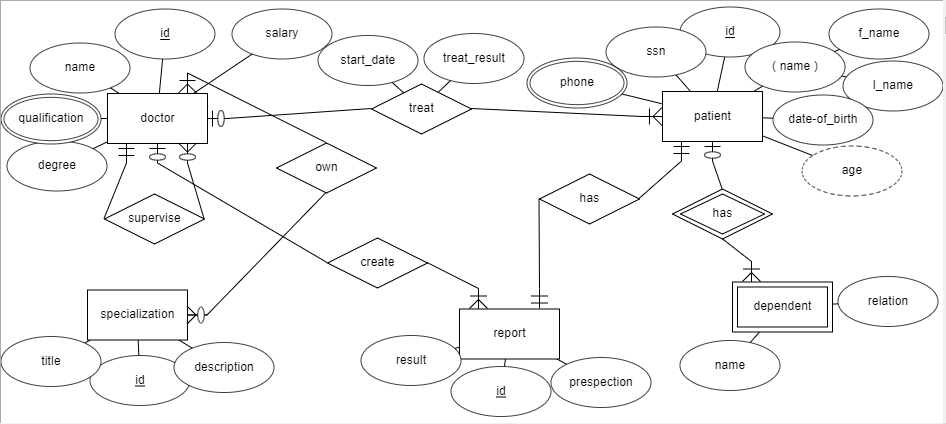 id
salary
name
qualification
degree
doctor
start_date
treat_result
treat
own
supervise
create
specialization
title
id
description
phone
ssn
id
( name )
f_name
l_name
date-of_birth
age
patient
has
has
dependent
relation
name
report
result
id
prespection